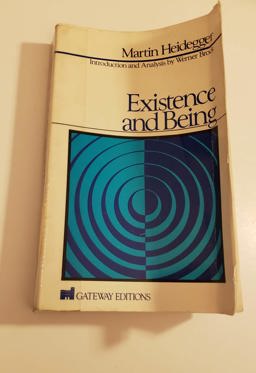 Martin Heidegger
Introduction and Analysis by Werner Brock
Existence
and Being
GATEWAY EDITIONS